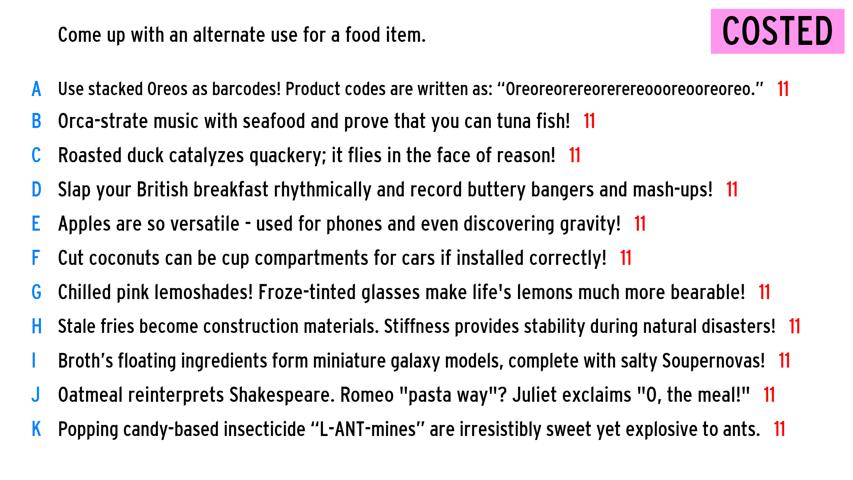 Come up with an alternate use for a food item.
COSTED
A Use stacked Oreos as barcodes! Product codes are written as: “Oreoreorereorerereoooreooreoreo.” 11
B Orca-strate music with seafood and prove that you can tuna fish! 11
C Roasted duck catalyzes quackery; it flies in the face of reason! 11
D Slap your British breakfast rhythmically and record buttery bangers and mash-ups! 11
E Apples are so versatile - used for phones and even discovering gravity! 11
F Cut coconuts can be cup compartments for cars if installed correctly! 11
G Chilled pink lemoshades! Froze-tinted glasses make life's lemons much more bearable! 11
H Stale fries become construction materials. Stiffness provides stability during natural disasters! 11
I Broth’s floating ingredients form miniature galaxy models, complete with salty Soupernovas! 11
J Oatmeal reinterprets Shakespeare. Romeo "pasta way"? Juliet exclaims "O, the meal!" 11
K Popping candy-based insecticide “L-ANT-mines” are irresistibly sweet yet explosive to ants. 11